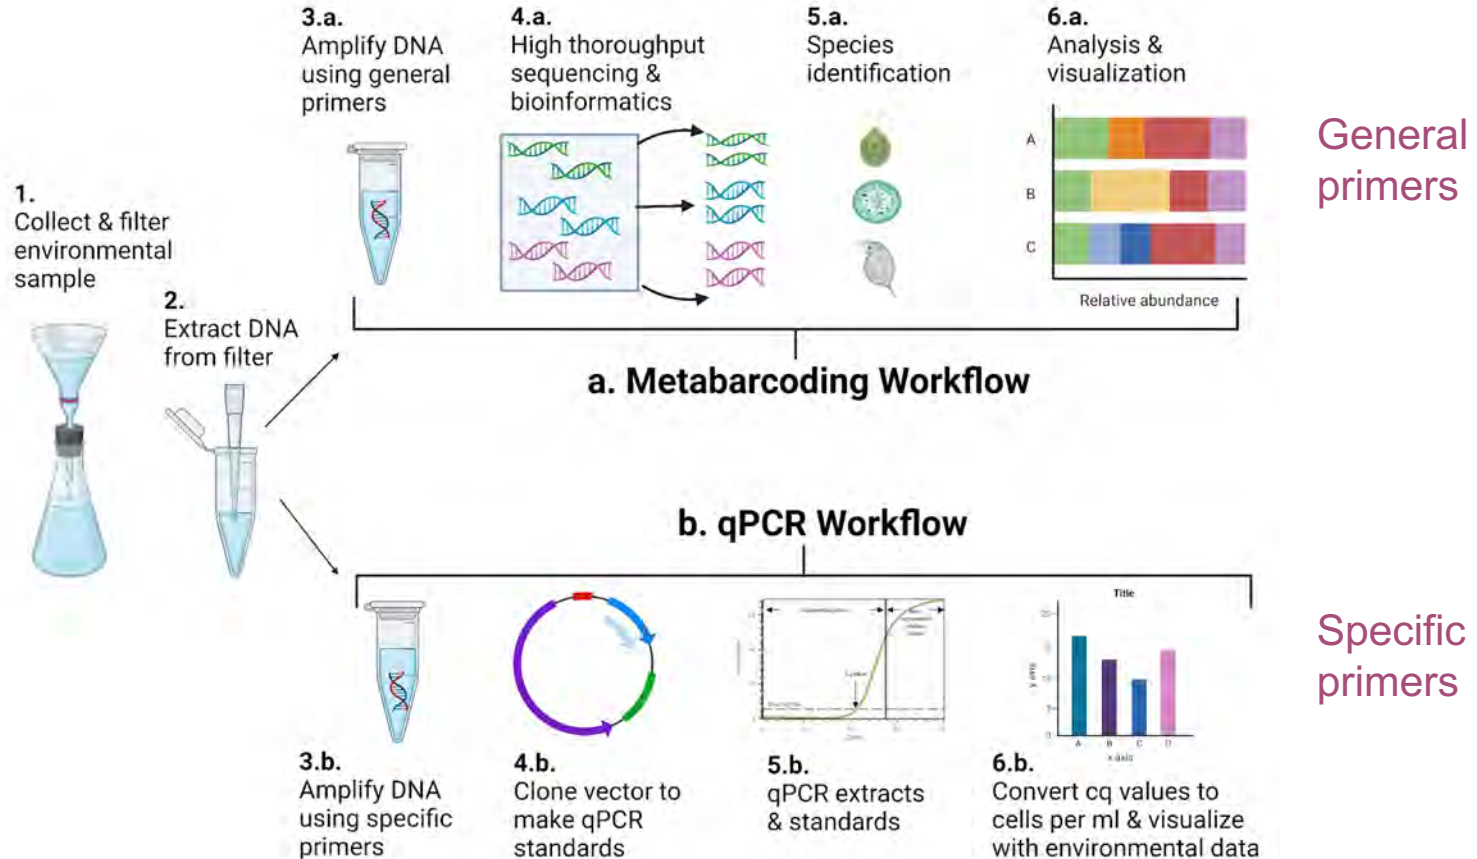 1.
Collect & filter
environmental
sample
2.
Extract DNA
from filter
3.a.
Amplify DNA
using general
primers
4.a.
High thoroughput
sequencing &
bioinformatics
5.a.
Species
identification
6.a.
Analysis &
visualization
A
B
C
Relative abundance
General
primers
a. Metabarcoding Workflow
b. qPCR Workflow
Title
y axis
A B C D
x axis
Specific
primers
3.b.
Amplify DNA
using specific
primers
4.b.
Clone vector to
make qPCR
standards
5.b.
qPCR extracts
& standards
6.b.
Convert cq values to
cells per ml & visualize
with environmental data